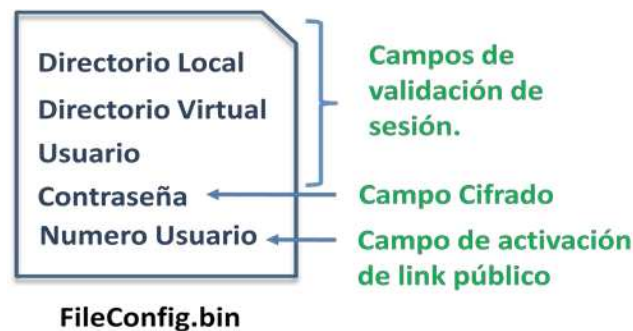 Directorio Local
Directorio Virtual
Usuario
Contraseña
Numero Usuario
Campos de
validación de
sesión.
Campo Cifrado
Campo de activación
de link público
FileConfig.bin